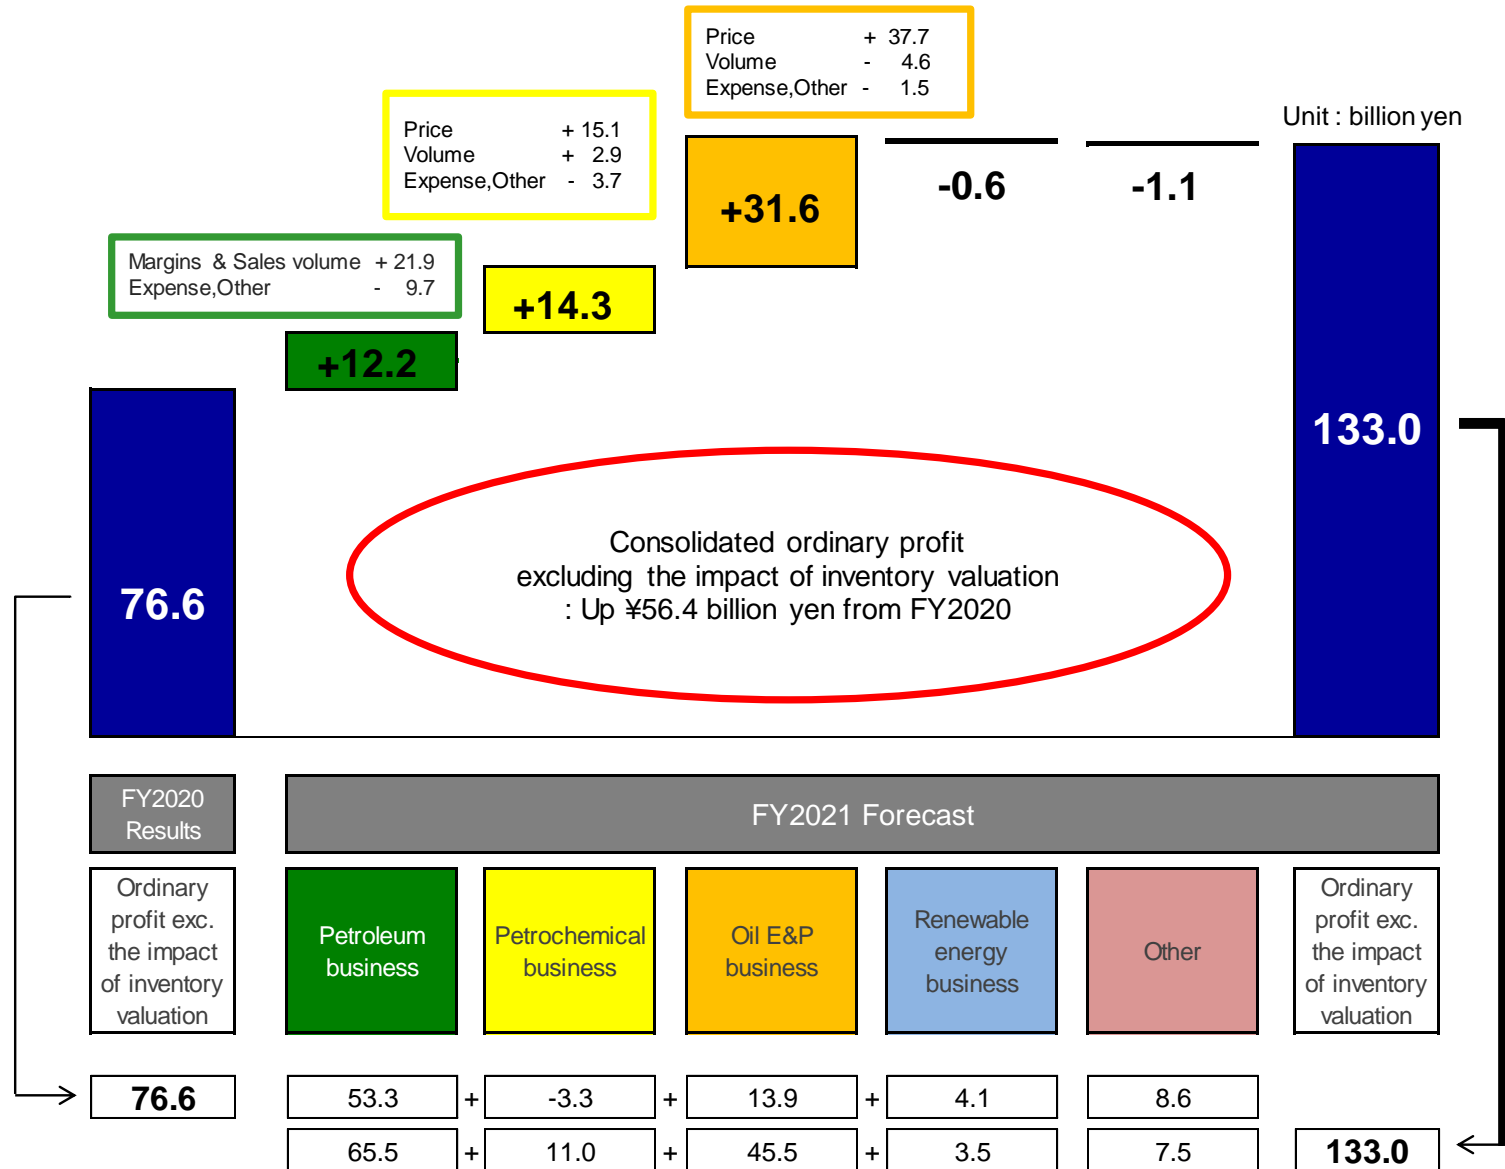 Price + 37.7
Volume - 4.6
Expense,Other - 1.5
Unit : billion yen
Price + 15.1
Volume + 2.9
Expense,Other - 3.7
+31.6
-0.6
-1.1
Margins & Sales volume + 21.9
Expense,Other - 9.7
+14.3
+12.2
133.0
76.6
Consolidated ordinary profit
excluding the impact of inventory valuation
: Up ¥56.4 billion yen from FY2020
FY2020
Results
FY2021 Forecast
Ordinary
profit exc.
the impact
of inventory
valuation
Petroleum
business
Petrochemical
business
Oil E&P
business
Renewable
energy
business
Other
Ordinary
profit exc.
the impact
of inventory
valuation
76.6 53.3 + -3.3 + 13.9 + 4.1 8.6
65.5 + 11.0 + 45.5 + 3.5 7.5 133.0